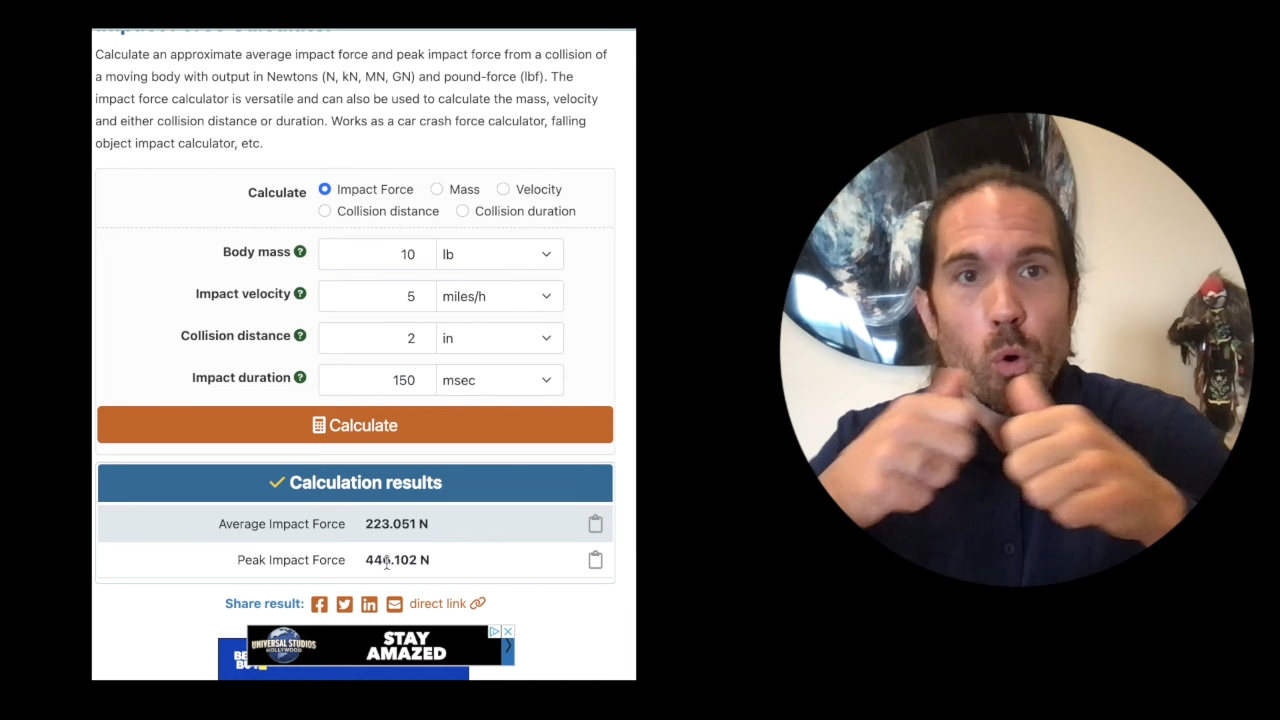 Impact Force Calculator
Calculate an approximate average impact force and peak impact force from a collision of
a moving body with output in Newtons (N, kN, MN, GN) and pound-force (lbf). The
impact force calculator is versatile and can also be used to calculate the mass, velocity
and either collision distance or duration. Works as a car crash force calculator, falling
object impact calculator, etc.
Calculate Impact Force Mass Velocity
Collision distance Collision duration
Body mass ? 10 lb
Impact velocity ? 5 miles/h
Collision distance ? 2 in
Impact duration ? 150 msec
Calculate
Calculation results
Average Impact Force 223.051 N
Peak Impact Force 446.102 N
Share result: direct link
UNIVERSAL STUDIOS
HOLLYWOOD
STAY
AMAZED